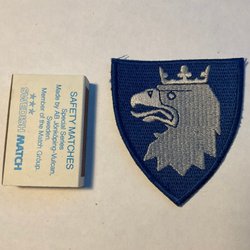 SAFETY MATCHES
Special Series
Made by AB Jönköping-Vulcan,
Sweden.
Member of the Match Group.
★★★
SWEDISH MATCH